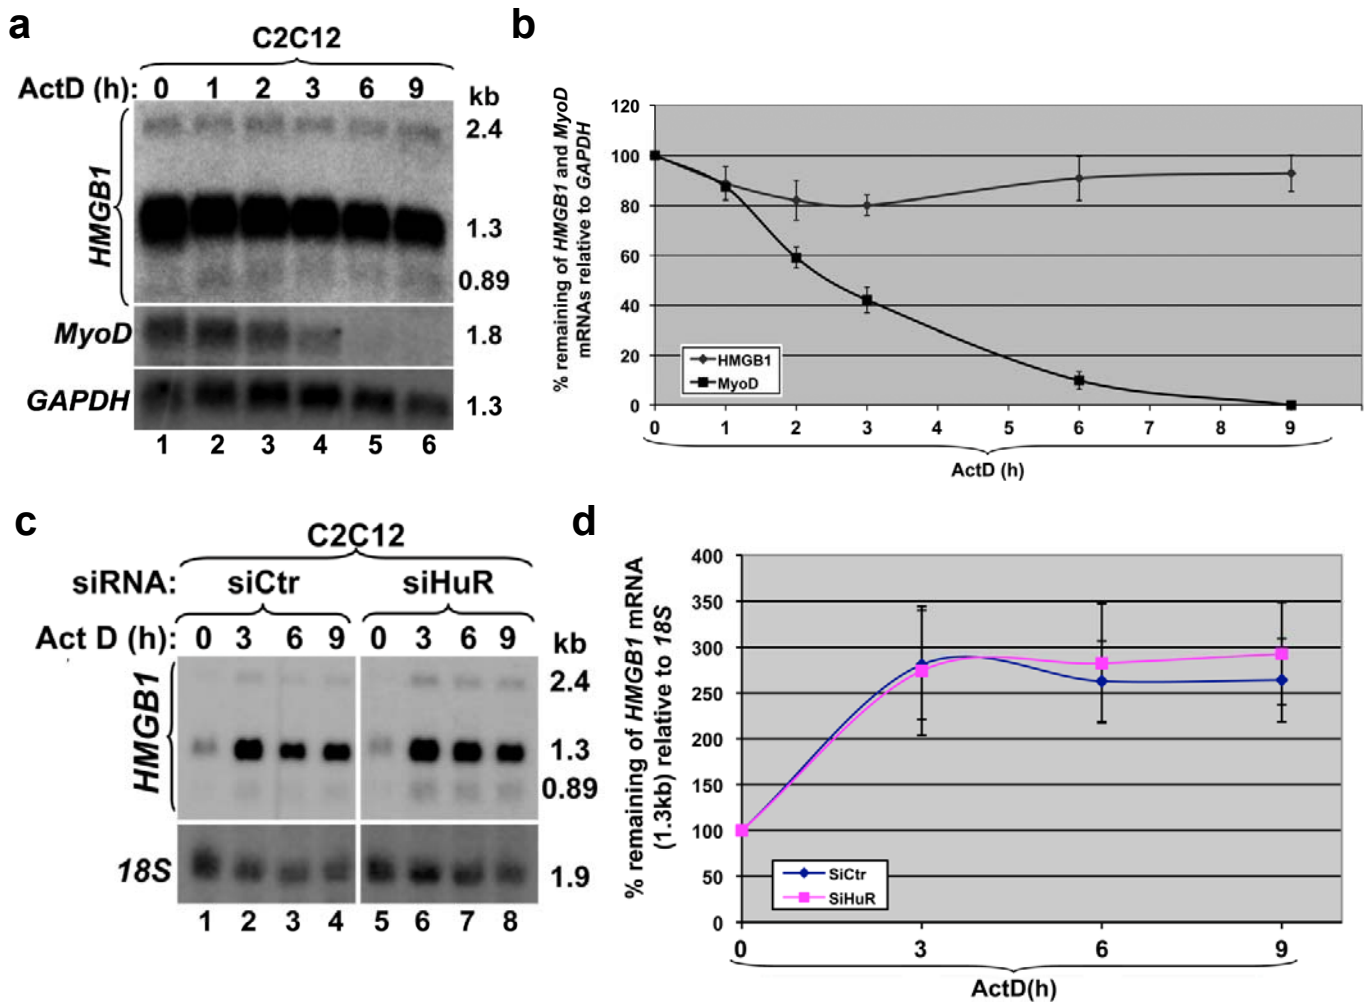 a
C2C12
ActD (h): 0 1 2 3 6 9
kb
HMGB1
2.4
1.3
0.89
MyoD
1.8
GAPDH
1.3
1 2 3 4 5 6
b
% remaining of HMGB1 and MyoD
mRNAs relative to GAPDH
120
100
80
60
40
20
0
HMGB1
MyoD
0 1 2 3 4 5 6 7 8 9
ActD (h)
c
C2C12
siRNA: siCtr siHuR
Act D (h): 0 3 6 9 0 3 6 9
kb
HMGB1
2.4
1.3
0.89
18S
1.9
1 2 3 4 5 6 7 8
d
% remaining of HMGB1 mRNA
(1.3kb) relative to 18S
400
350
300
250
200
150
100
50
0
SiCtr
SiHuR
0 3 6 9
ActD(h)